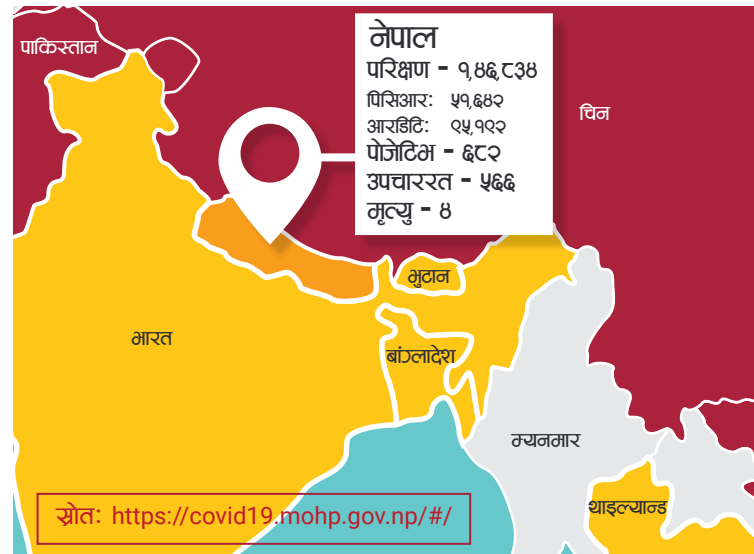 पाकिस्तान
नेपाल
परिक्षण - १,४६,८३४
पिसिआर: ५१,६४२
आरडिटि: ९५,१९२
पोजेटिभ - ६८२
उपचाररत - ५६६
मृत्यु - ४
चिन
भुटान
भारत
बांग्लादेश
म्यनमार
थाइल्यान्ड
स्रोत: https://covid19.mohp.gov.np/#/